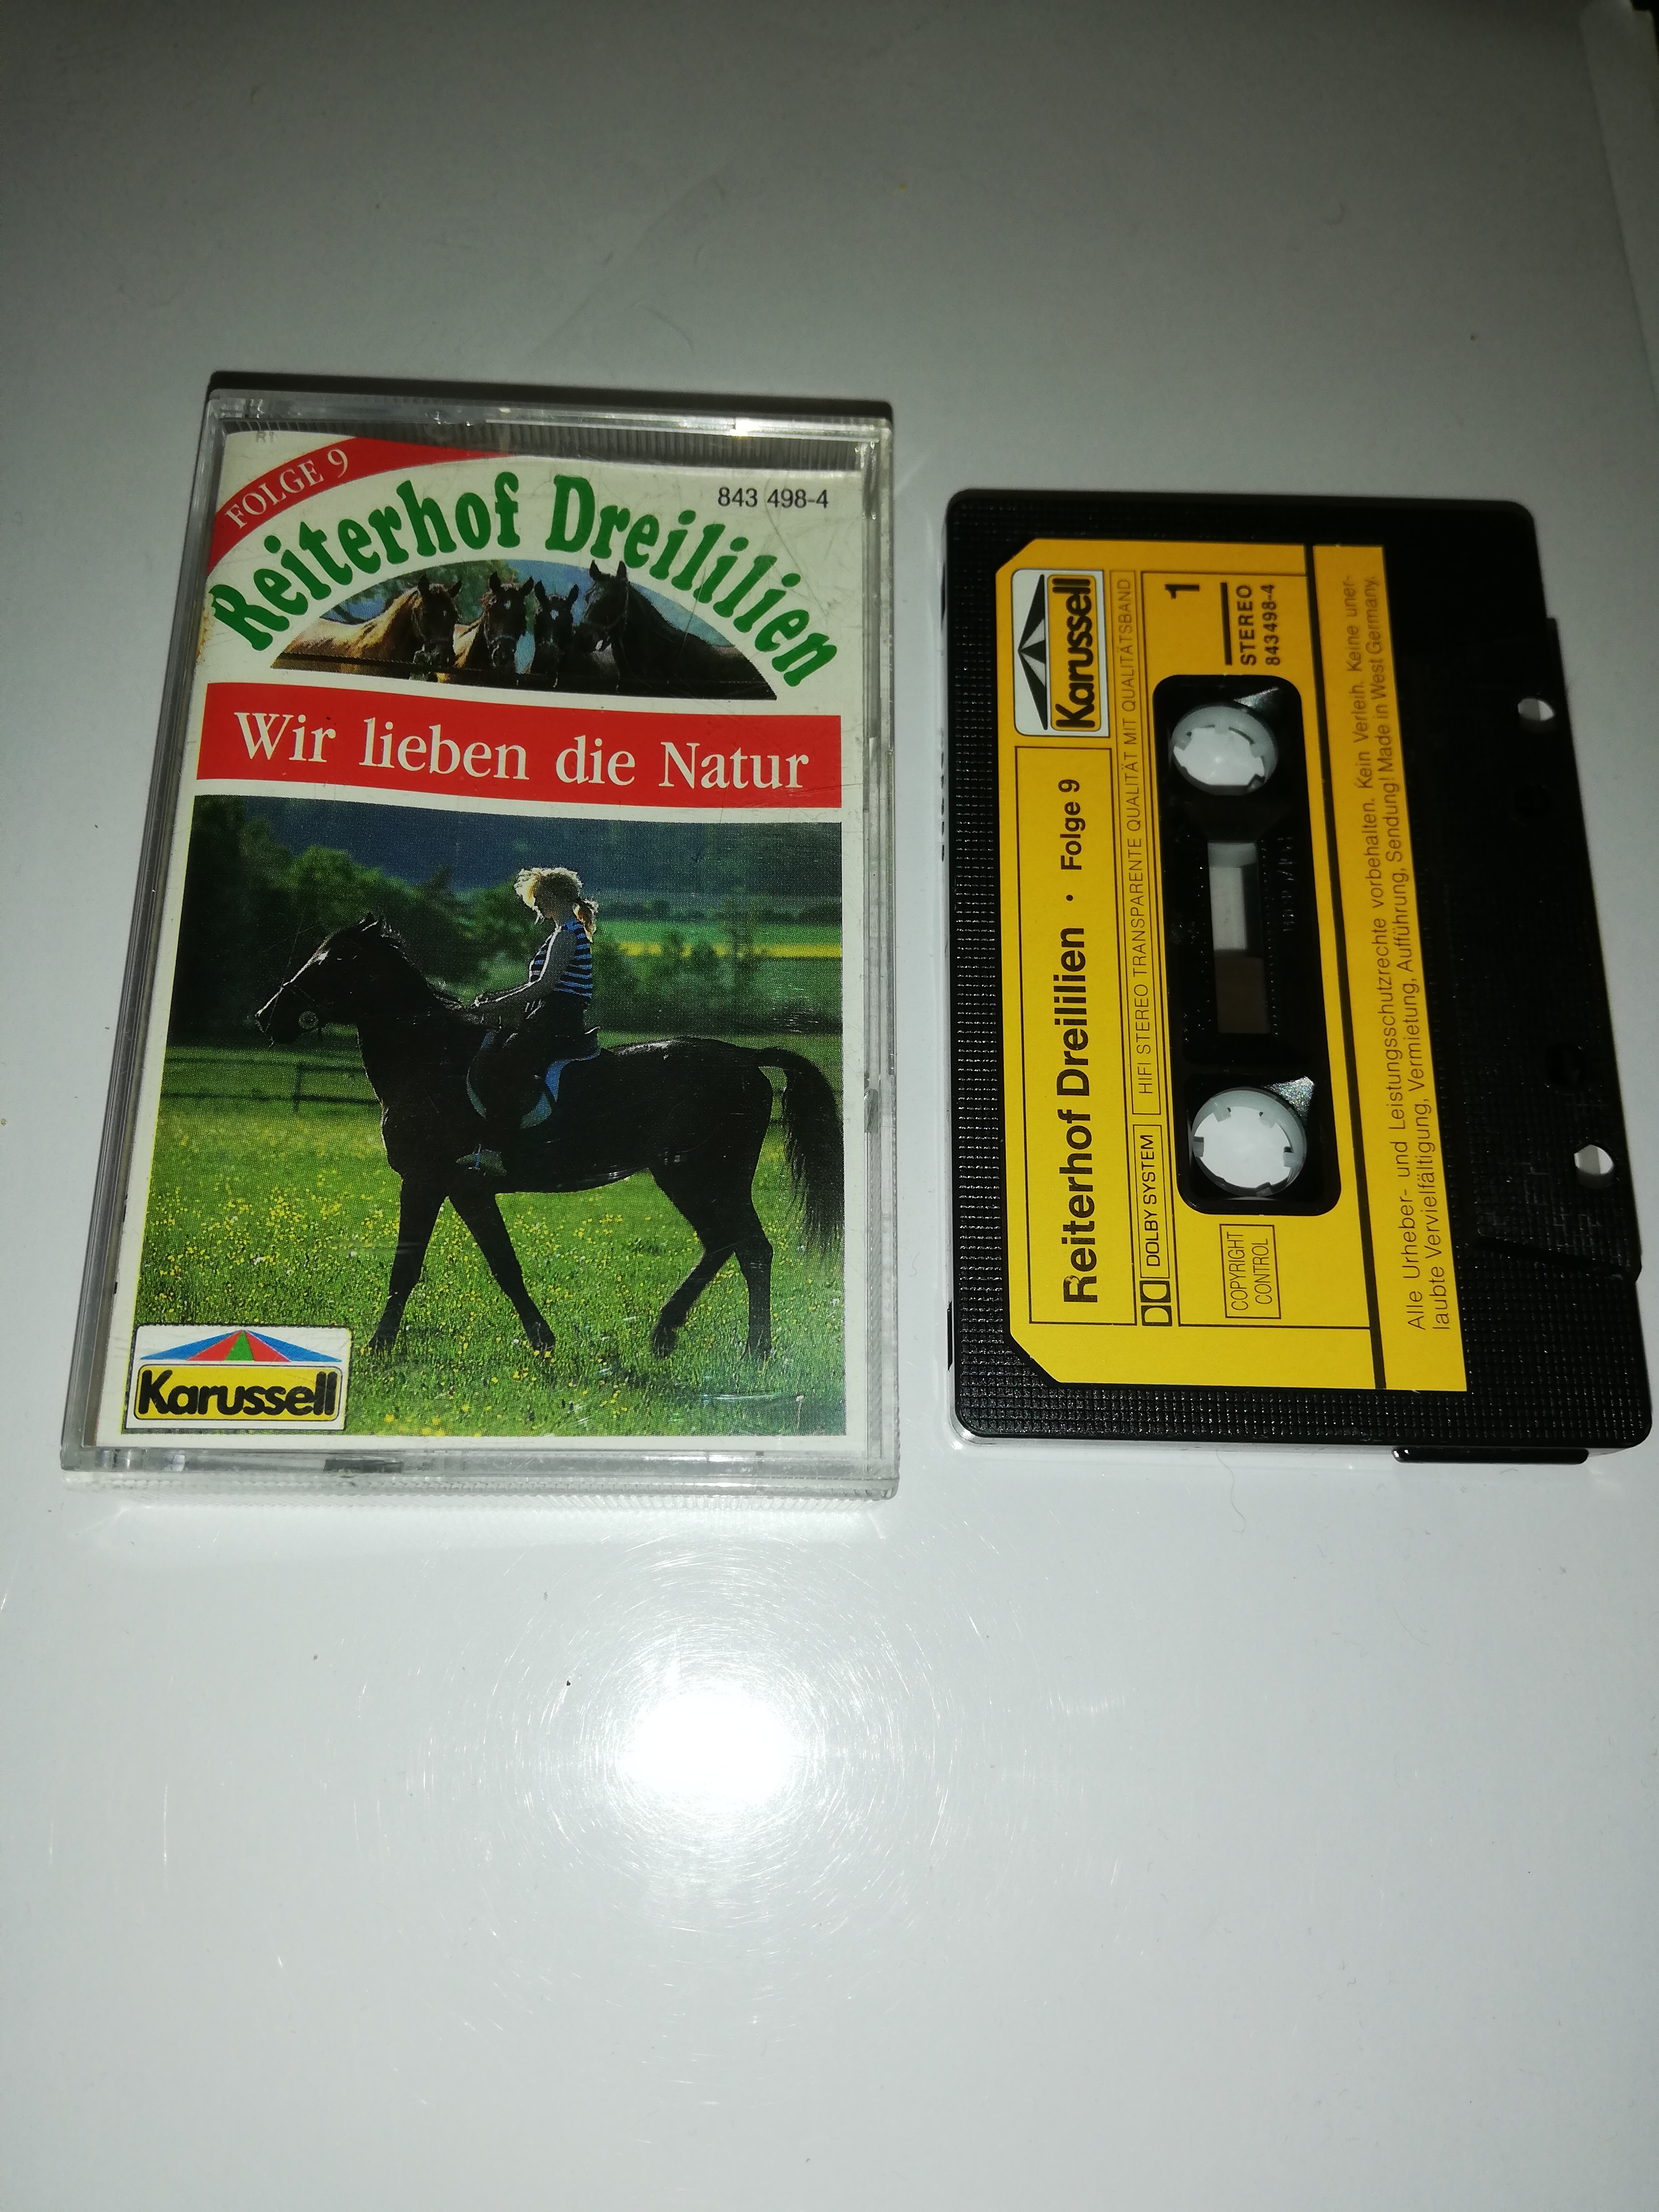 FOLGE 9
843 498-4
Reiterhof Dreililien
Wir lieben die Natur
Karussell
Karussell
Reiterhof Dreililien · Folge 9
DOLBY SYSTEM
HIFI STEREO TRANSPARENTE QUALITÄT MIT QUALITÄTSBAND
1
STEREO
843498-4
COPYRIGHT
CONTROL
Alle Urheber- und Leistungsschutzrechte vorbehalten. Kein Verleih. Keine uner-
laubte Vervielfältigung, Vermietung, Aufführung, Sendung! Made in West Germany.